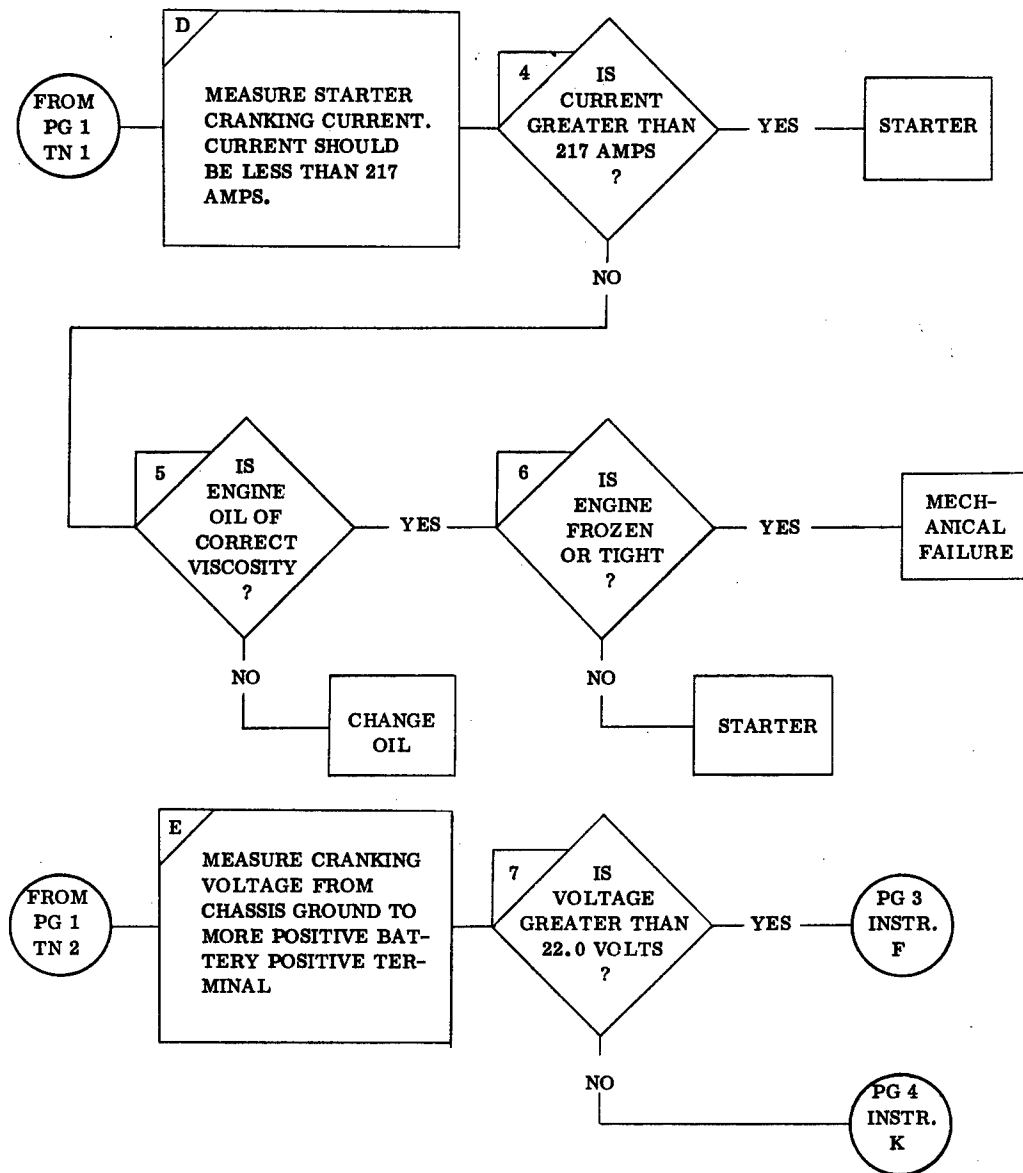 D
FROM
PG 1
TN 1
MEASURE STARTER
CRANKING CURRENT.
CURRENT SHOULD
BE LESS THAN 217
AMPS.
4
IS
CURRENT
GREATER THAN
217 AMPS
?
YES
STARTER
NO
5
IS
ENGINE
OIL OF
CORRECT
VISCOSITY
?
YES
6
IS
ENGINE
FROZEN
OR TIGHT
?
YES
MECH-
ANICAL
FAILURE
NO
CHANGE
OIL
NO
STARTER
E
FROM
PG 1
TN 2
MEASURE CRANKING
VOLTAGE FROM
CHASSIS GROUND TO
MORE POSITIVE BAT-
TERY POSITIVE TER-
MINAL
7
IS
VOLTAGE
GREATER THAN
22.0 VOLTS
?
YES
PG 3
INSTR.
F
NO
PG 4
INSTR.
K